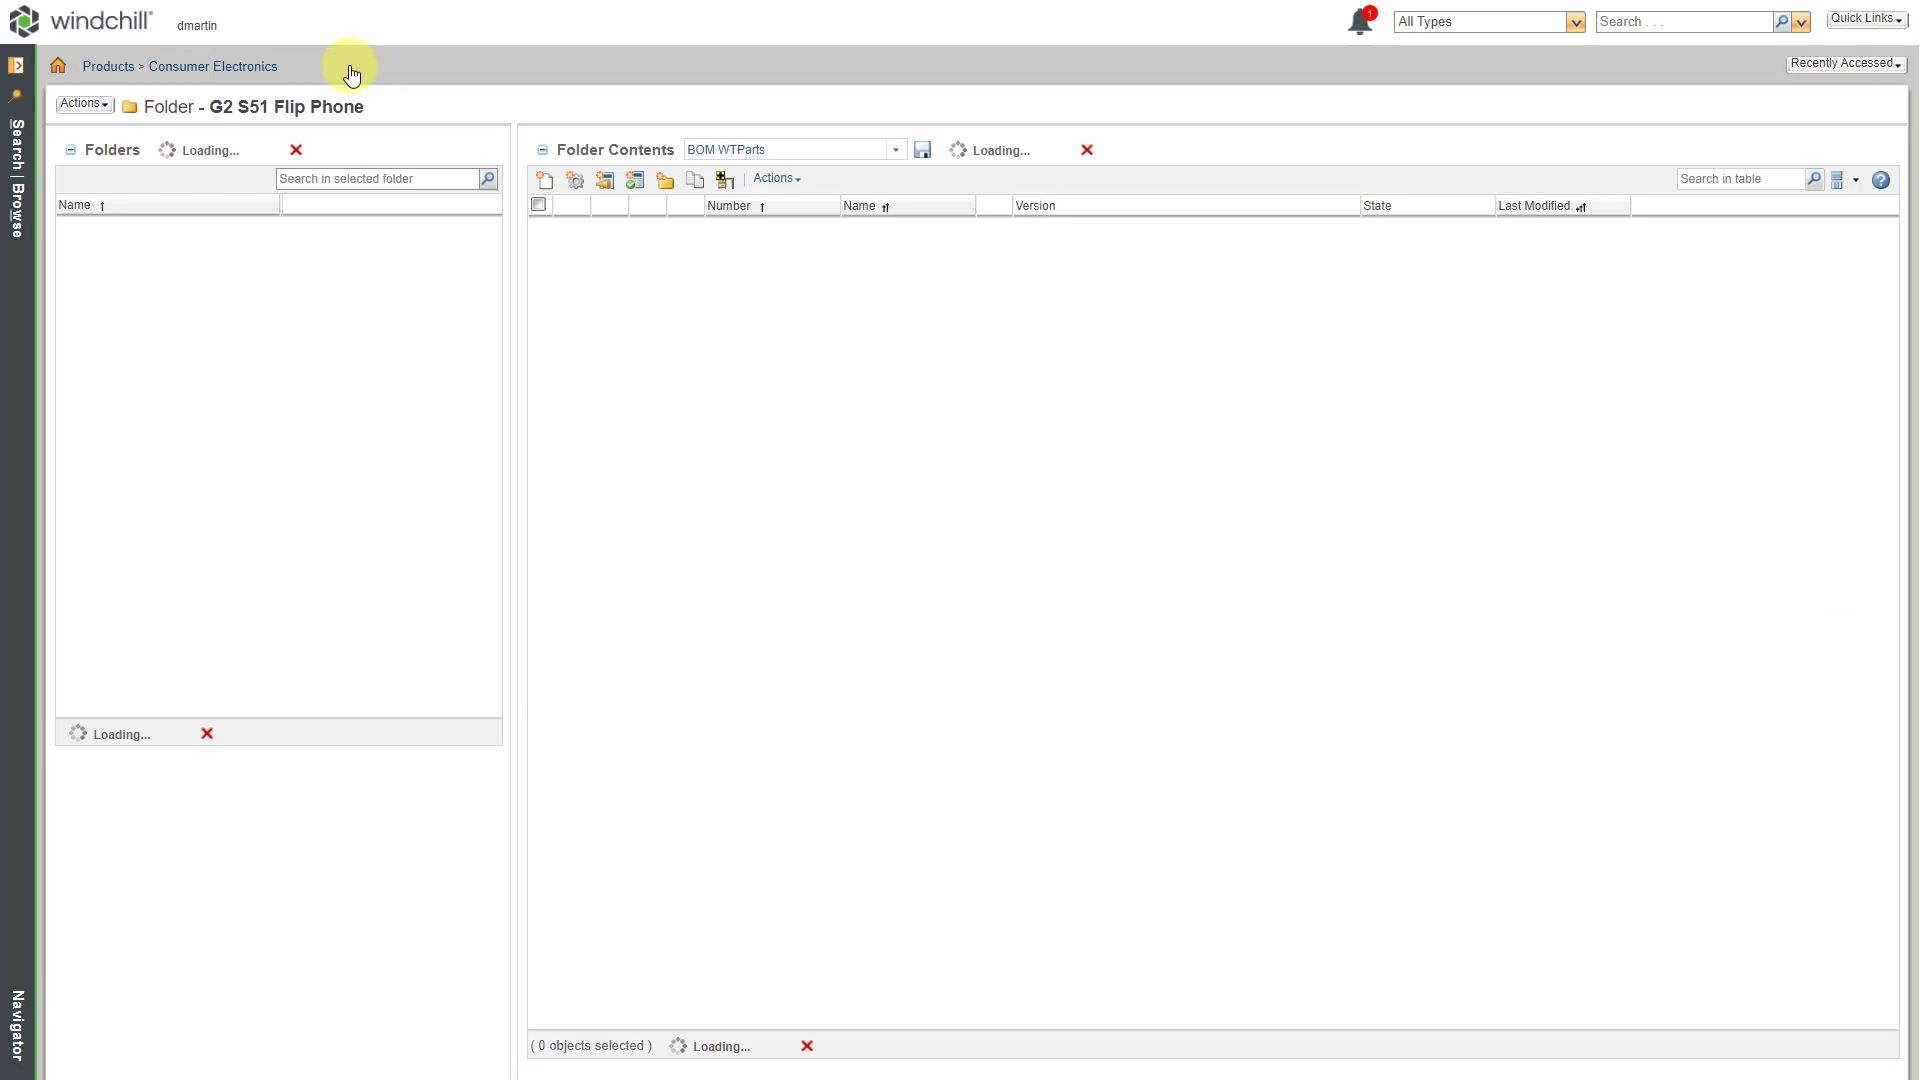 windchill®
dmartin
1
All Types
Search . . .
Quick Links
Products > Consumer Electronics
Recently Accessed
Actions
Folder - G2 S51 Flip Phone
Folders
Loading...
Folder Contents
BOM WTParts
Loading...
Search in selected folder
Actions
Search in table
Name
Number
Name
Version
State
Last Modified
Search | Browse
Loading...
Navigator
( 0 objects selected )
Loading...